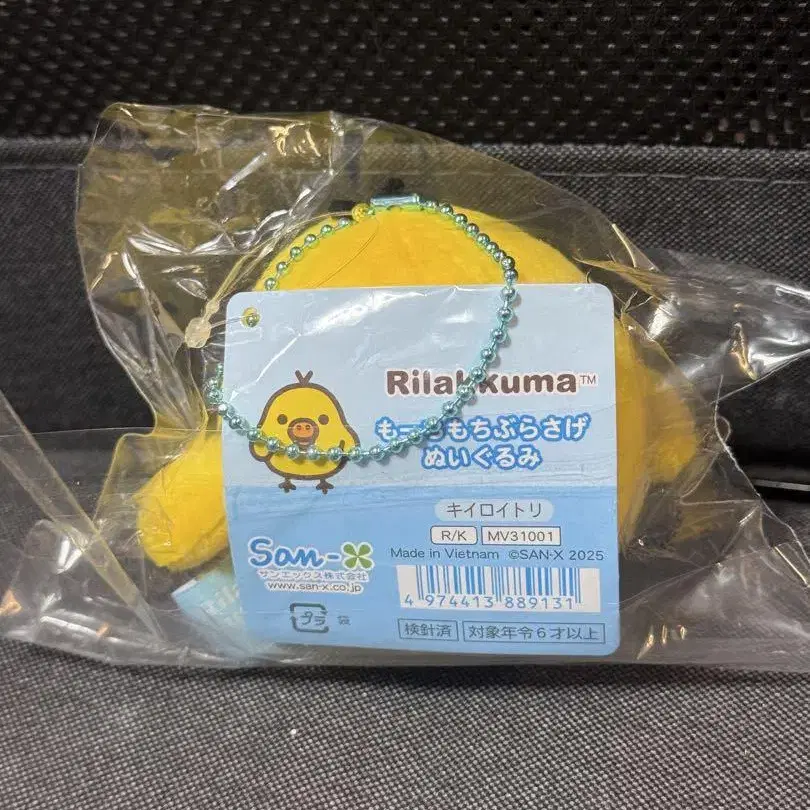 Rilakkuma™
もーちもちぶらさげ
ぬいぐるみ
キイロイトリ
R/K MV31001
Made in Vietnam ©SAN-X 2025
San-X
サンエックス株式会社
www.san-x.co.jp
4 974413 889131
プラ 袋
検針済 対象年令6才以上